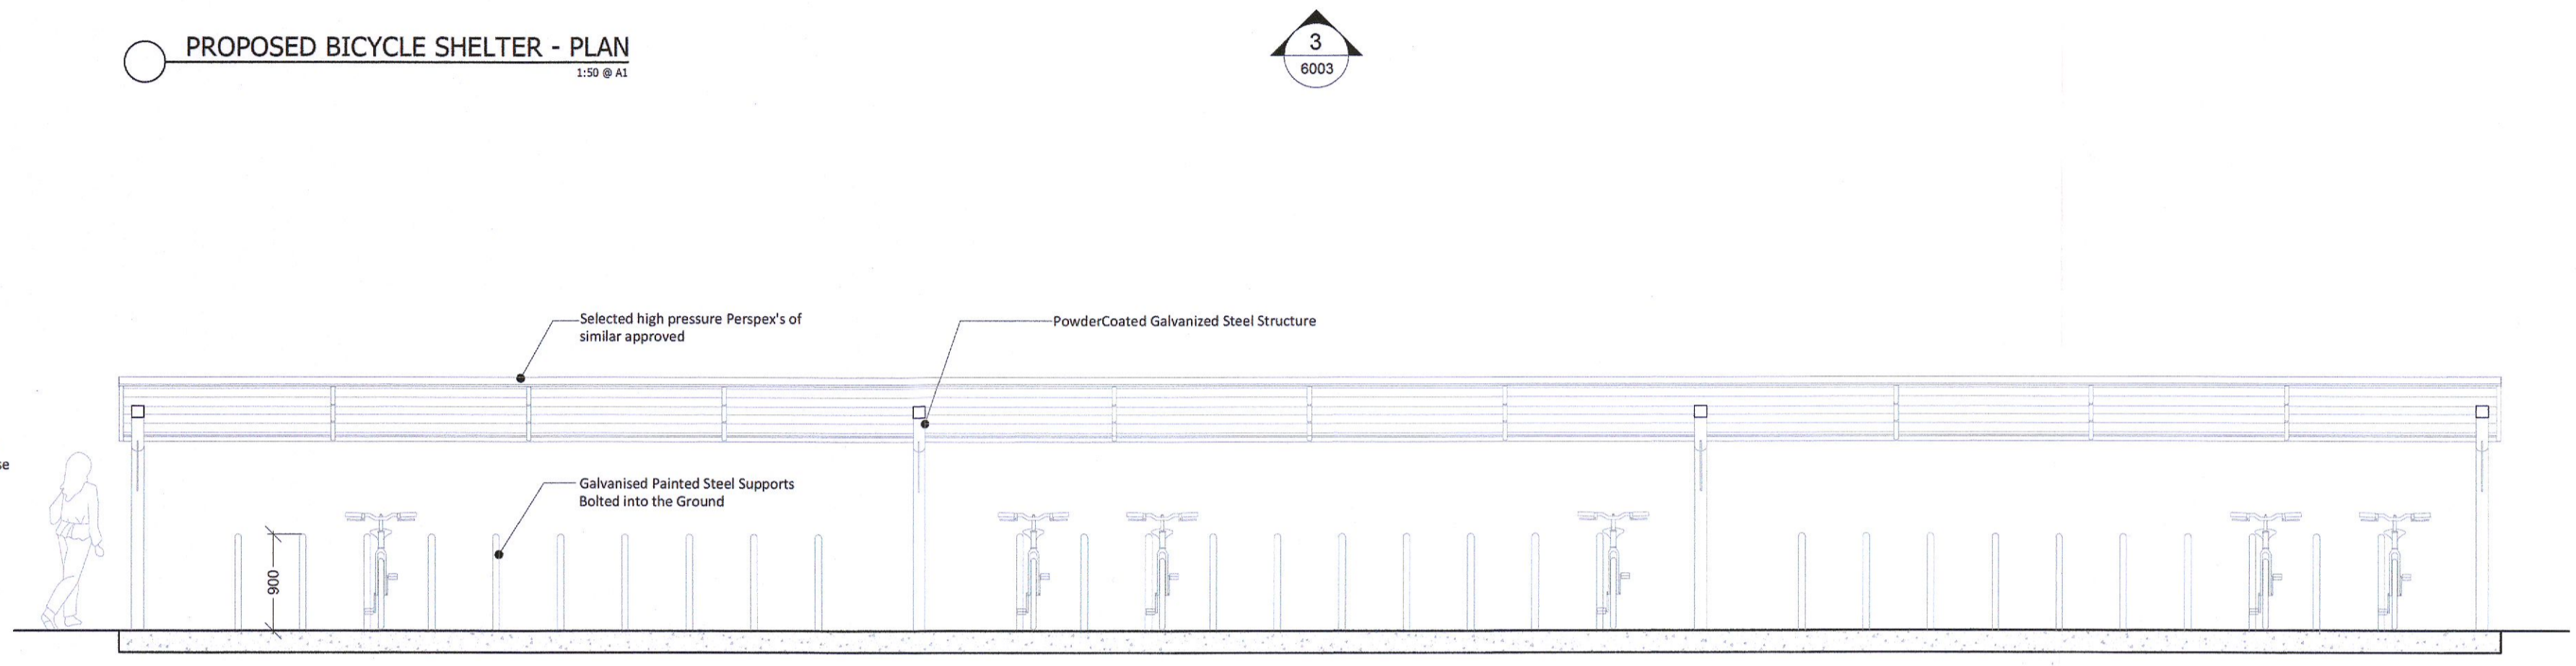 PROPOSED BICYCLE SHELTER - PLAN
1:50 @ A1
3
6003
Selected high pressure Perspex's of
similar approved
PowderCoated Galvanized Steel Structure
Galvanised Painted Steel Supports
Bolted into the Ground
900